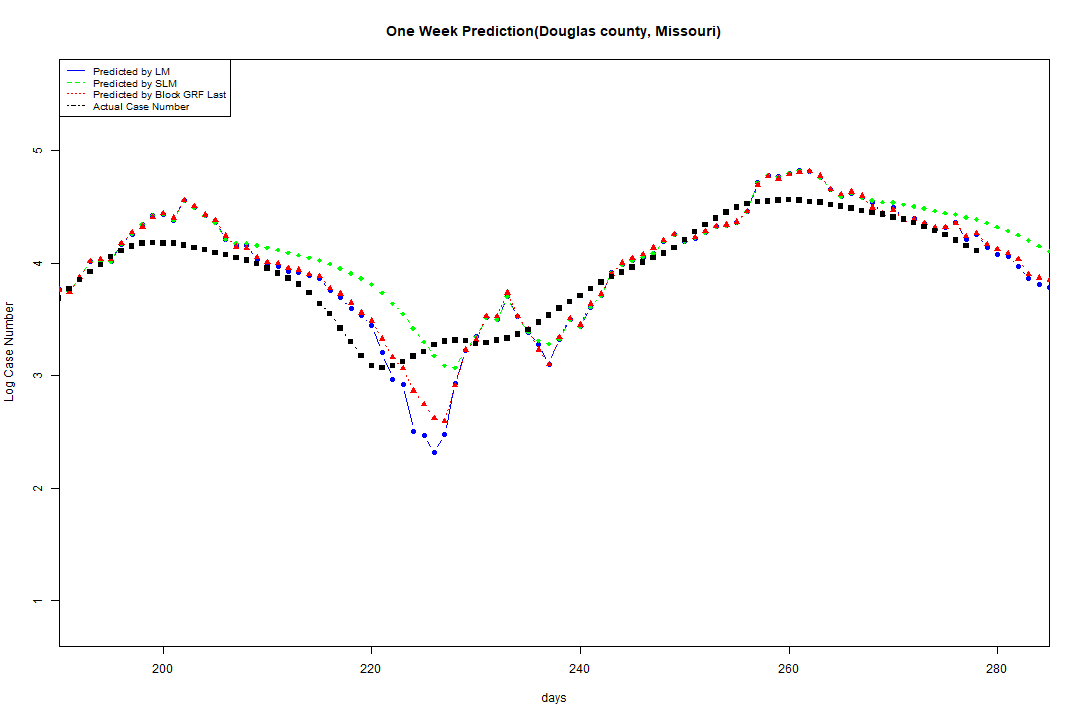 One Week Prediction(Douglas county, Missouri)
Predicted by LM
Predicted by SLM
Predicted by Block GRF Last
Actual Case Number
5
4
3
2
1
Log Case Number
200 220 240 260 280
days